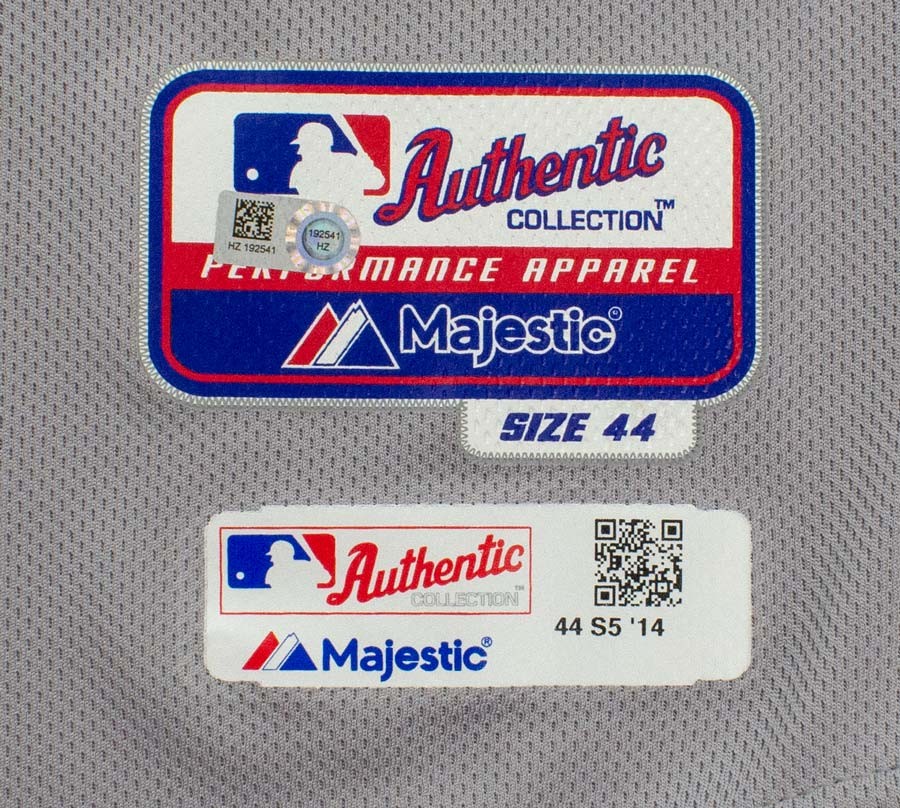 Authentic
COLLECTION™
HZ 192541
192541
HZ
PERFORMANCE APPAREL
Majestic®
SIZE 44
Authentic
COLLECTION™
44 S5 '14
Majestic®